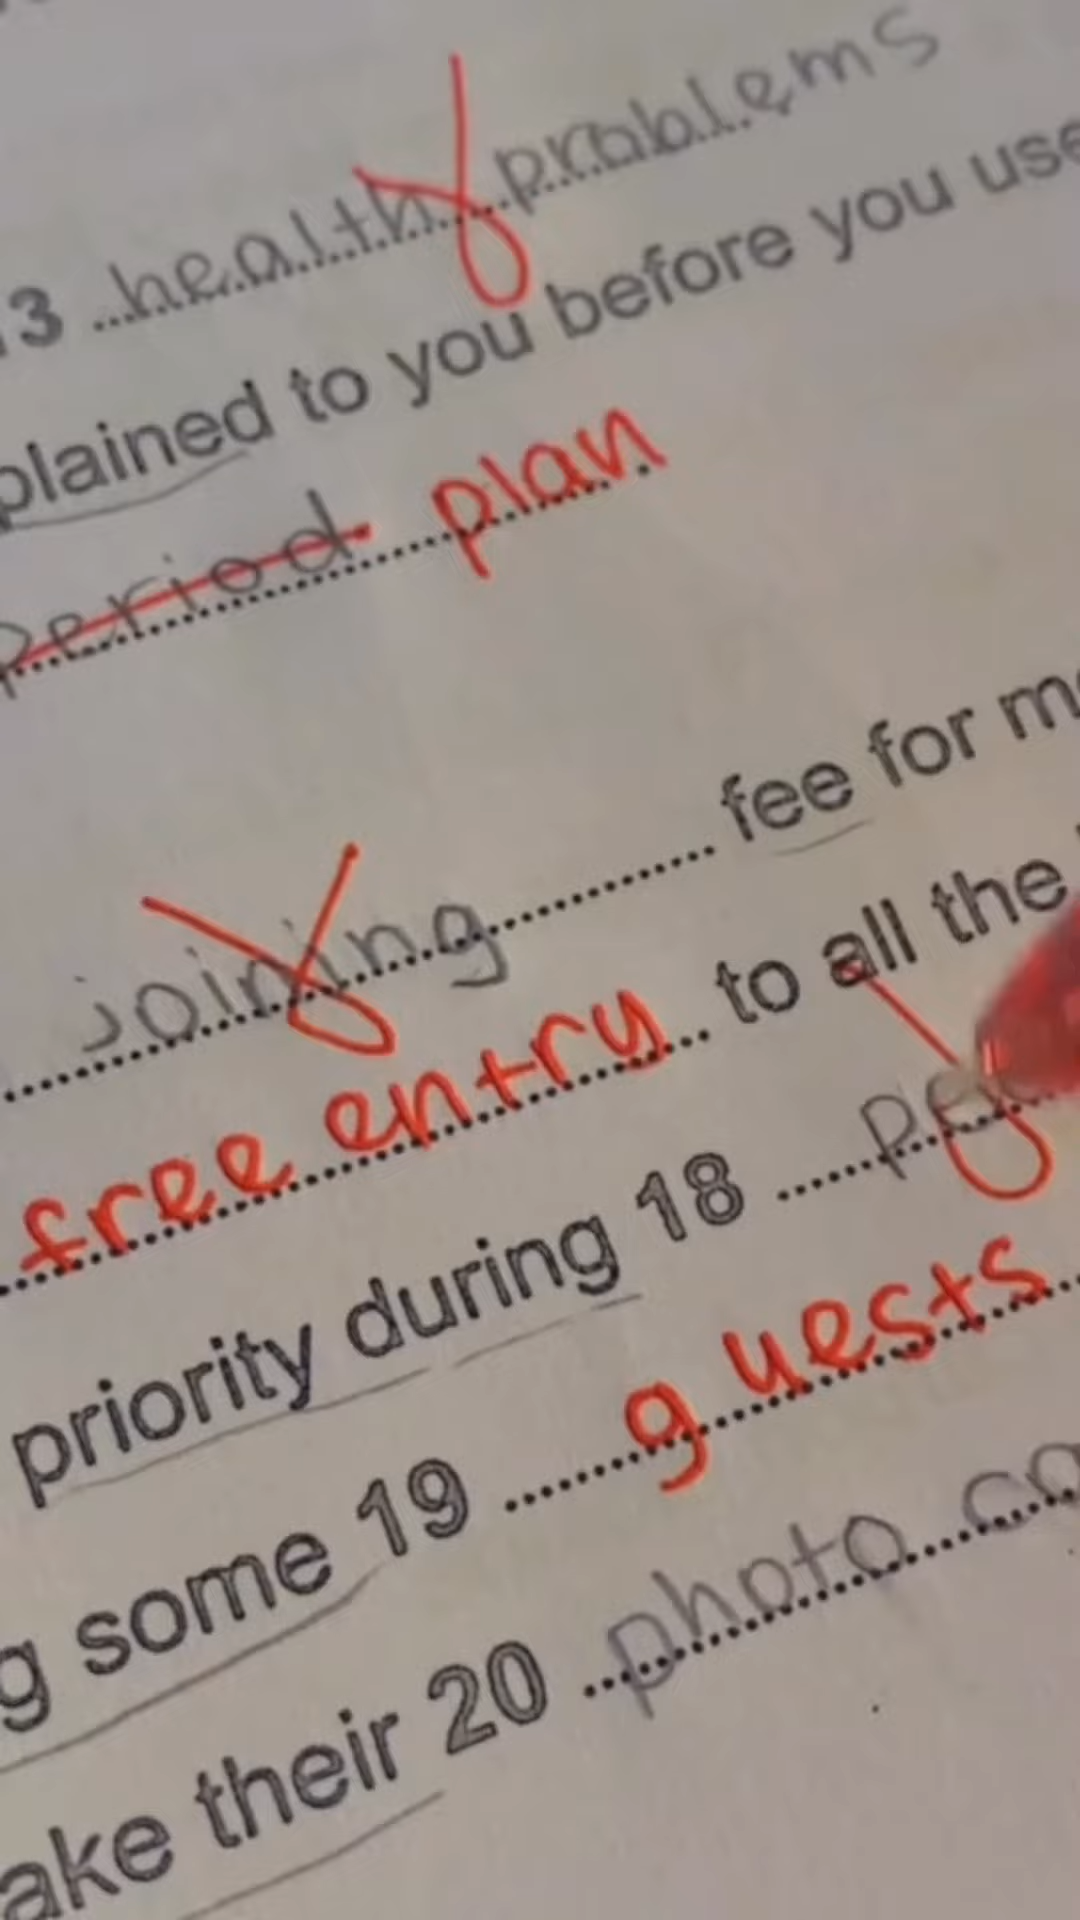 13 health problems
plained to you before you use
period plan
joining fee for m
free entry to all the
priority during 18
g some 19 guests
ake their 20 photo